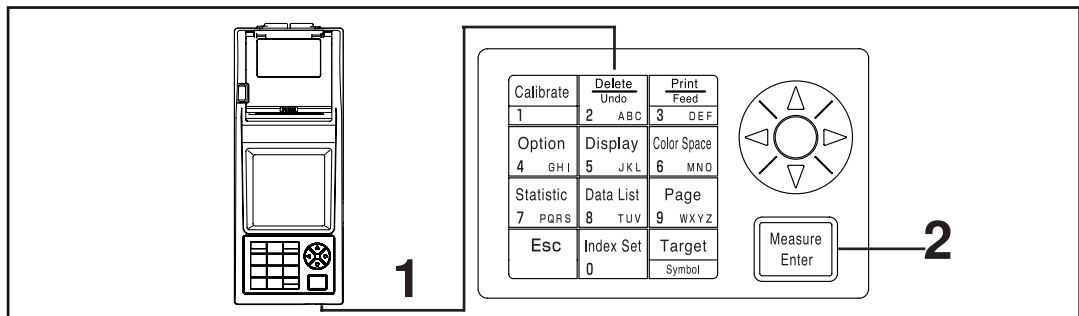 Calibrate
1
Delete
Undo
2 ABC
Print
Feed
3 DEF
Option
4 GHI
Display
5 JKL
Color Space
6 MNO
Statistic
7 PQRS
Data List
8 TUV
Page
9 WXYZ
Esc
Index Set
0
Target
Symbol
Measure
Enter
1
2